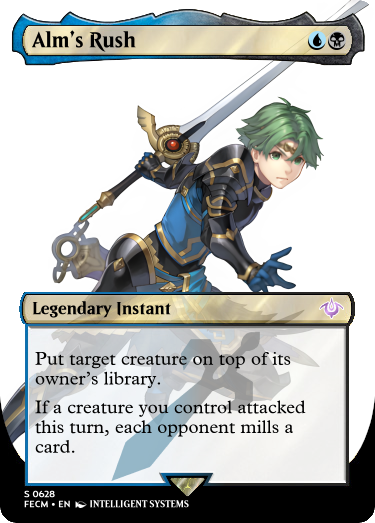 Alm's Rush
Legendary Instant
Put target creature on top of its
owner's library.
If a creature you control attacked
this turn, each opponent mills a
card.
S 0628
FECM • EN INTELLIGENT SYSTEMS